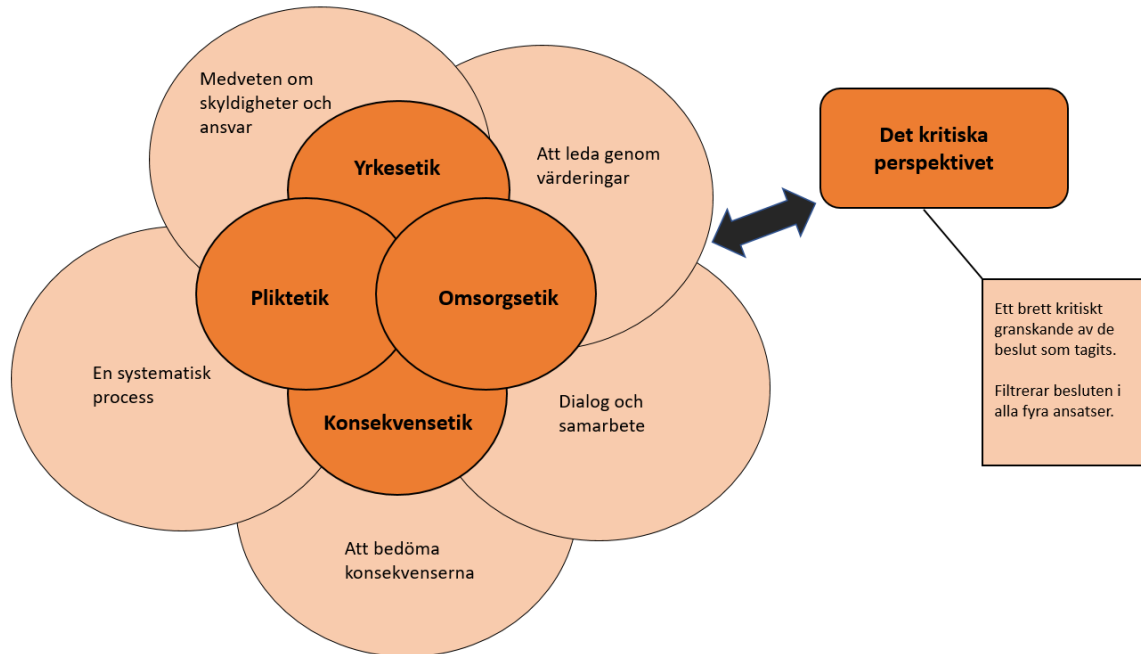 Medveten om
skyldigheter och
ansvar
Att leda genom
värderingar
Yrkesetik
Pliktetik
Omsorgsetik
Konsekvensetik
En systematisk
process
Dialog och
samarbete
Att bedöma
konsekvenserna
Det kritiska
perspektivet
Ett brett kritiskt
granskande av de
beslut som tagits.
Filtrerar besluten i
alla fyra ansatser.